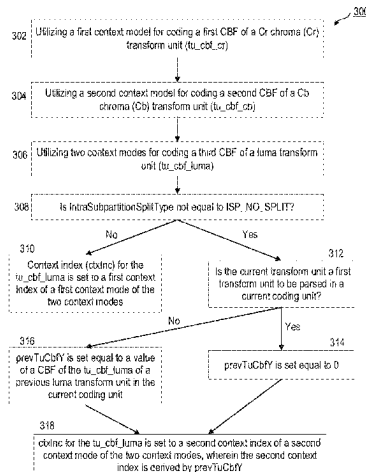 300
302
Utilizing a first context model for coding a first CBF of a Cr chroma (Cr)
transform unit (tu_cbf_cr)
304
Utilizing a second context model for coding a second CBF of a Cb
chroma (Cb) transform unit (tu_cbf_cb)
306
Utilizing two context modes for coding a third CBF of a luma transform
unit (tu_cbf_luma)
308
Is IntraSubpartitionSplitType not equal to ISP_NO_SPLIT?
No
Yes
310
Context index (ctxInc) for the
tu_cbf_luma is set to a first context
index of a first context mode of the
two context modes
312
Is the current transform unit a first
transform unit to be parsed in a
current coding unit?
No
Yes
316
prevTuCbfY is set equal to a value
of a CBF of the tu_cbf_luma of a
previous luma transform unit in the
current coding unit
314
prevTuCbfY is set equal to 0
318
ctxInc for the tu_cbf_luma is set to a second context index of a second
context mode of the two context modes, wherein the second context
index is derived by prevTuCbfY